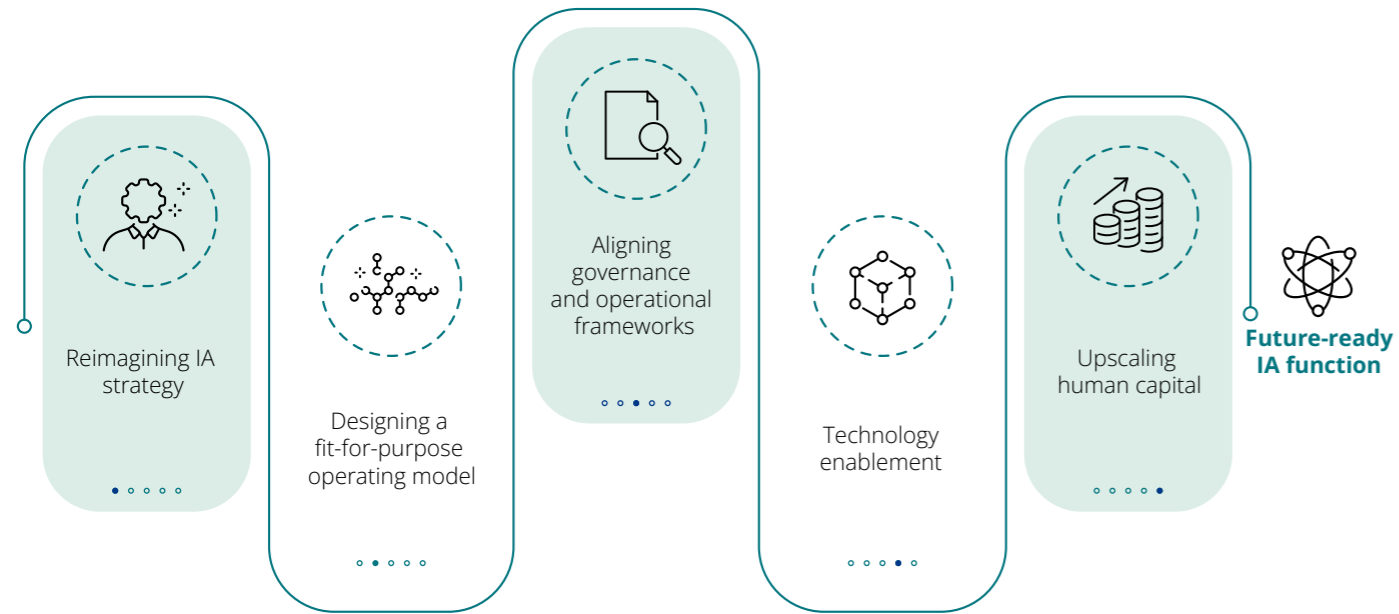 Reimagining IA
strategy
Designing a
fit-for-purpose
operating model
Aligning
governance
and operational
frameworks
Technology
enablement
Upscaling
human capital
Future-ready
IA function